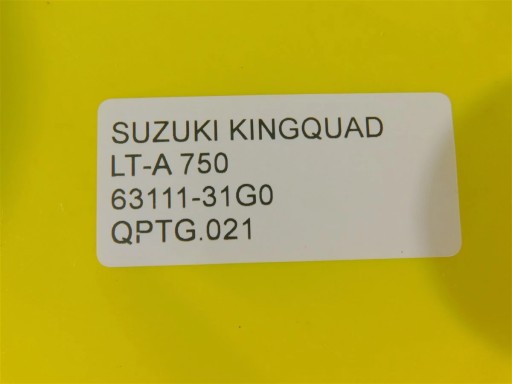 SUZUKI KINGQUAD
LT-A 750
63111-31G0
QPTG.021